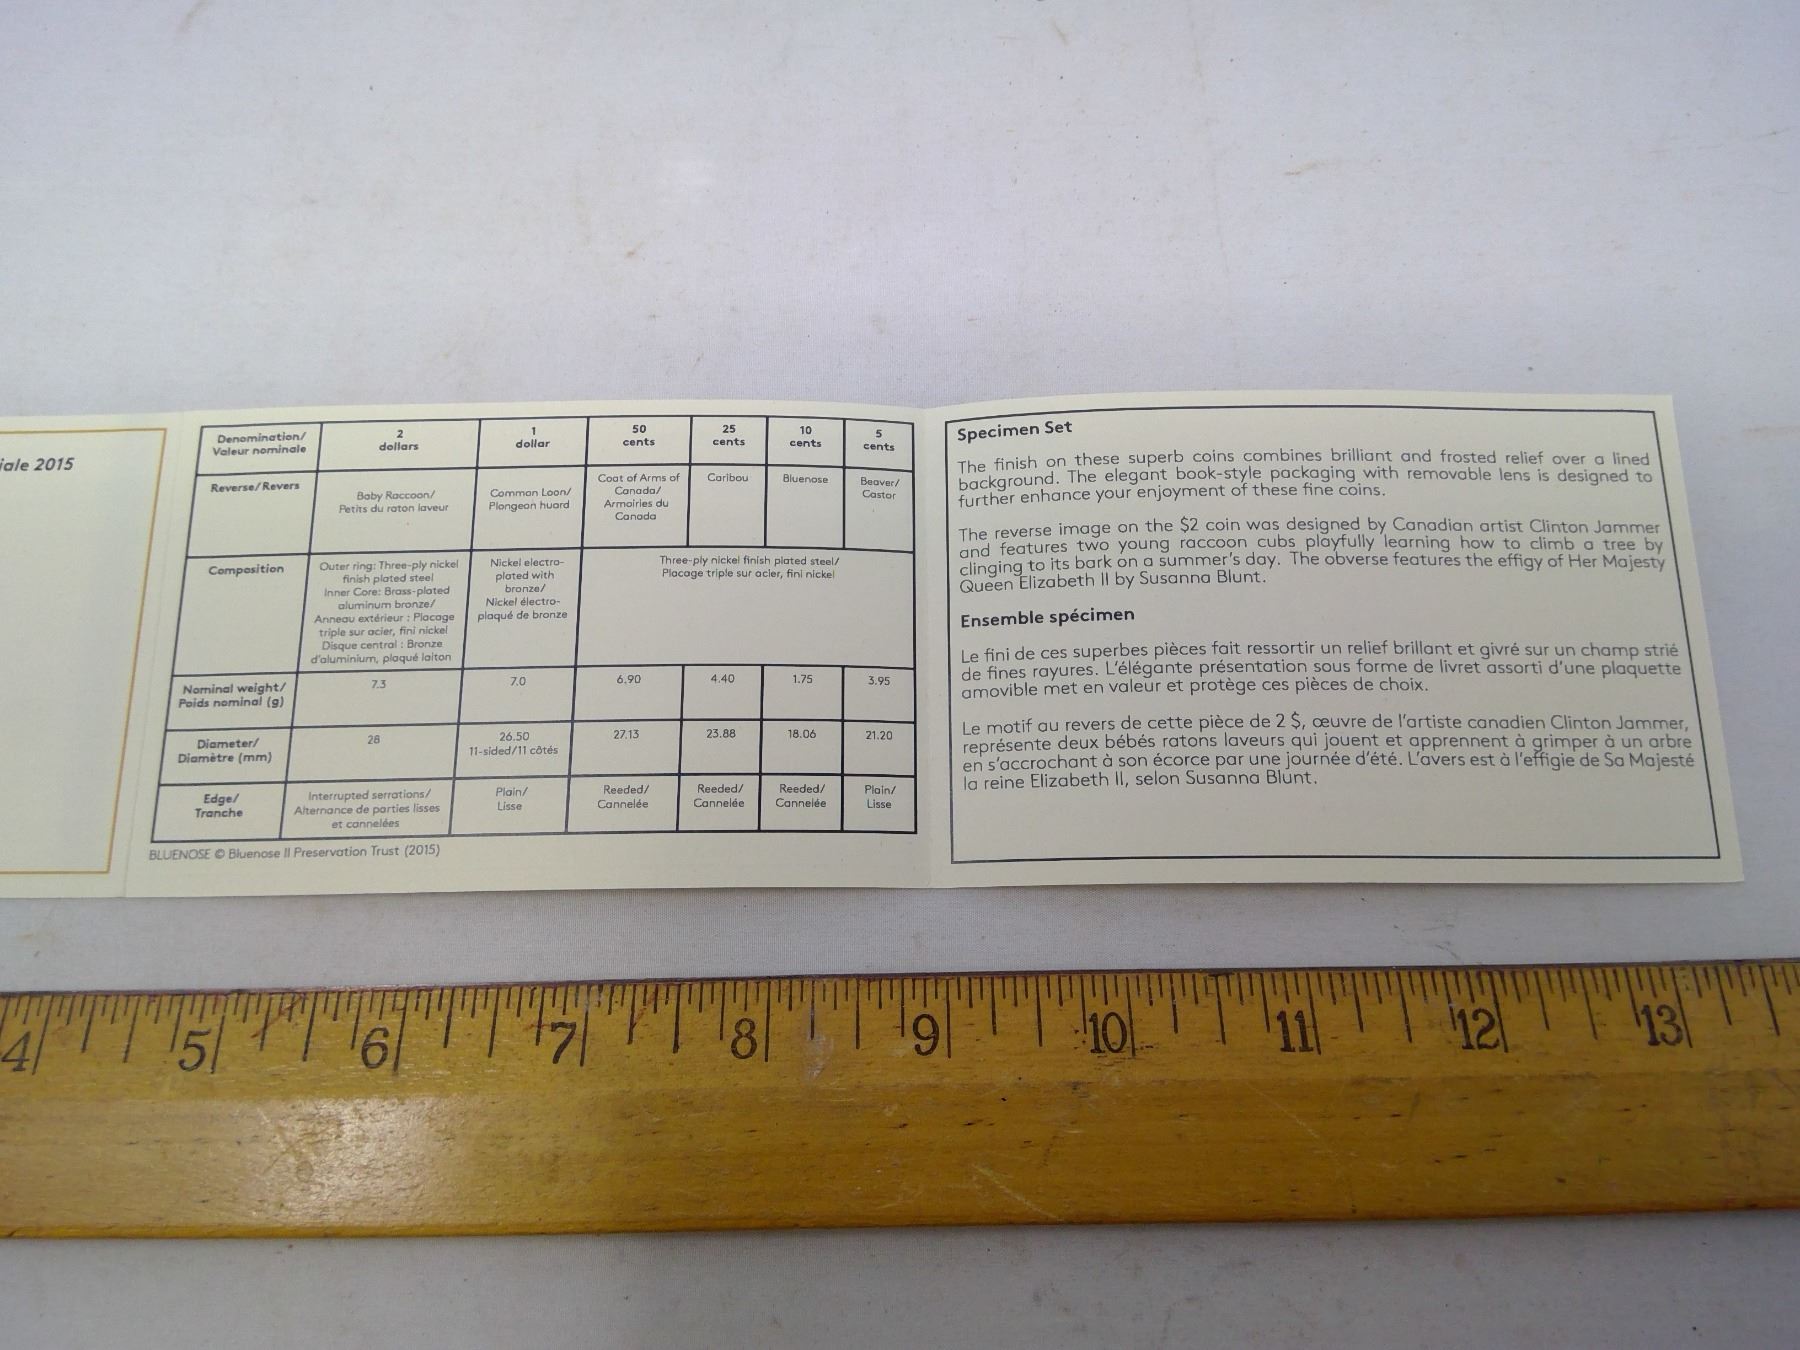 iale 2015
Denomination/
Valeur nominale
2
dollars
1
dollar
50
cents
25
cents
10
cents
5
cents
Reverse/Revers
Baby Raccoon/
Petits du raton laveur
Common Loon/
Plongeon huard
Coat of Arms of
Canada/
Armoiries du
Canada
Caribou
Bluenose
Beaver/
Castor
Composition
Outer ring: Three-ply nickel
finish plated steel
Inner Core: Brass-plated
aluminum bronze/
Anneau extérieur : Placage
triple sur acier, fini nickel
Disque central : Bronze
d'aluminium, plaqué laiton
Nickel electro-
plated with
bronze/
Nickel électro-
plaqué de bronze
Three-ply nickel finish plated steel/
Placage triple sur acier, fini nickel
Nominal weight/
Poids nominal (g)
7.3
7.0
6.90
4.40
1.75
3.95
Diameter/
Diamètre (mm)
28
26.50
11-sided/11 côtés
27.13
23.88
18.06
21.20
Edge/
Tranche
Interrupted serrations/
Alternance de parties lisses
et cannelées
Plain/
Lisse
Reeded/
Cannelée
Reeded/
Cannelée
Reeded/
Cannelée
Plain/
Lisse
BLUENOSE © Bluenose II Preservation Trust (2015)
Specimen Set
The finish on these superb coins combines brilliant and frosted relief over a lined
background. The elegant book-style packaging with removable lens is designed to
further enhance your enjoyment of these fine coins.
The reverse image on the $2 coin was designed by Canadian artist Clinton Jammer
and features two young raccoon cubs playfully learning how to climb a tree by
clinging to its bark on a summer's day. The obverse features the effigy of Her Majesty
Queen Elizabeth II by Susanna Blunt.
Ensemble spécimen
Le fini de ces superbes pièces fait ressortir un relief brillant et givré sur un champ strié
de fines rayures. L'élégante présentation sous forme de livret assorti d'une plaquette
amovible met en valeur et protège ces pièces de choix.
Le motif au revers de cette pièce de 2 $, œuvre de l'artiste canadien Clinton Jammer,
représente deux bébés ratons laveurs qui jouent et apprennent à grimper à un arbre
en s'accrochant à son écorce par une journée d'été. L'avers est à l'effigie de Sa Majesté
la reine Elizabeth II, selon Susanna Blunt.
4 5 6 7 8 9 10 11 12 13